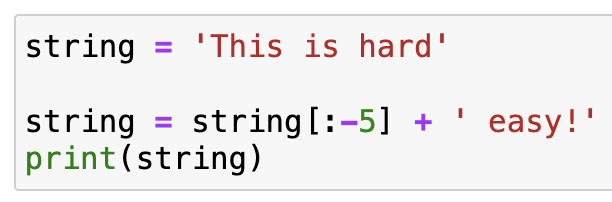 string = 'This is hard'
string = string[:-5] + ' easy!'
print(string)